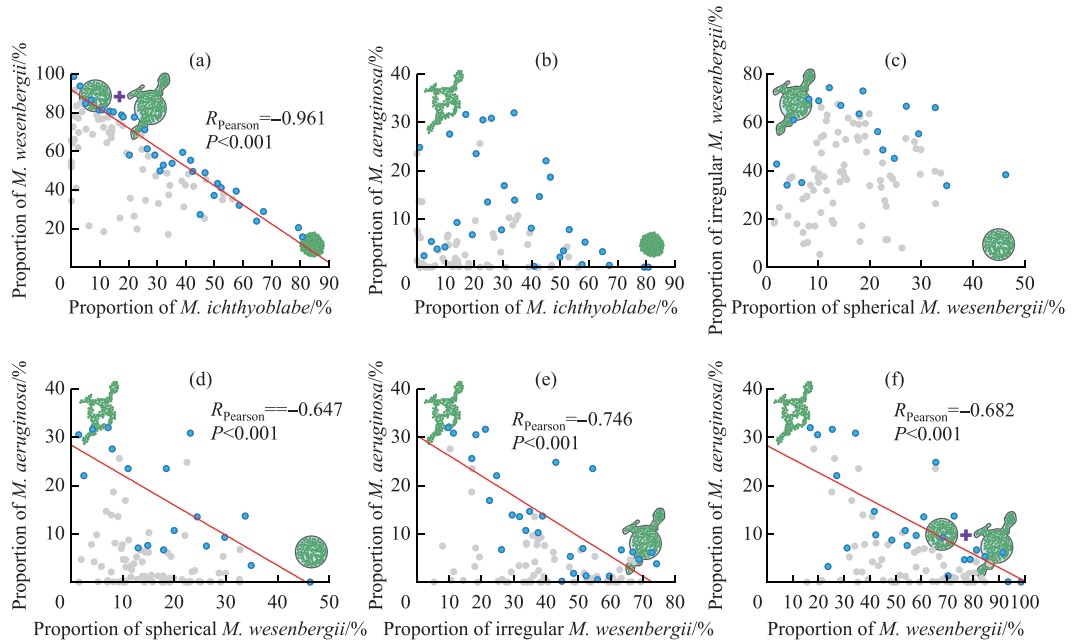 (a)
Proportion of M. wesenbergii/%
100
80
60
40
20
R_Pearson=−0.961
P<0.001
0 10 20 30 40 50 60 70 80 90
Proportion of M. ichthyoblabe/%
(b)
Proportion of M. aeruginosa/%
40
30
20
10
0 10 20 30 40 50 60 70 80 90
Proportion of M. ichthyoblabe/%
(c)
Proportion of irregular M. wesenbergii/%
80
60
40
20
0 10 20 30 40 50
Proportion of spherical M. wesenbergii/%
(d)
Proportion of M. aeruginosa/%
40
30
20
10
R_Pearson==−0.647
P<0.001
0 10 20 30 40 50
Proportion of spherical M. wesenbergii/%
(e)
Proportion of M. aeruginosa/%
40
30
20
10
R_Pearson=−0.746
P<0.001
0 10 20 30 40 50 60 70 80
Proportion of irregular M. wesenbergii/%
(f)
Proportion of M. aeruginosa/%
40
30
20
10
R_Pearson=−0.682
P<0.001
0 10 20 30 40 50 60 70 80 90 100
Proportion of M. wesenbergii/%